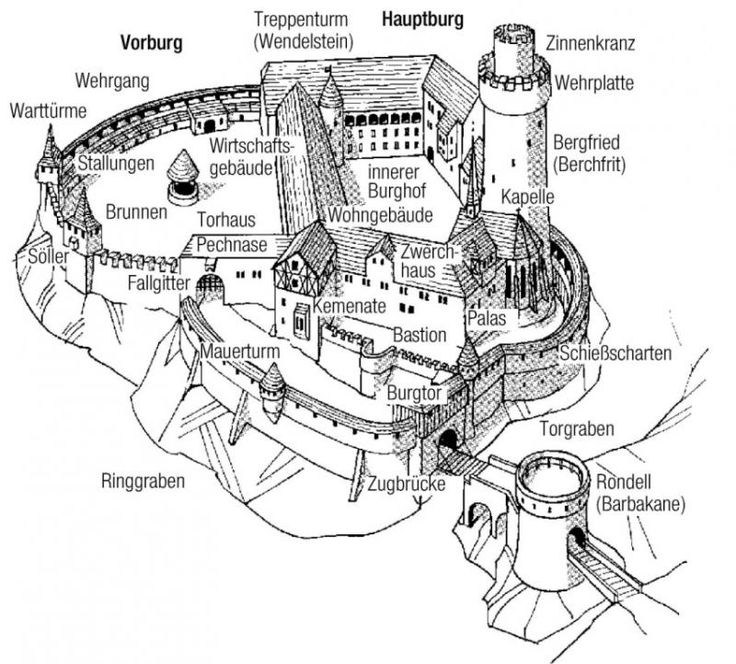 Vorburg
Treppenturm
(Wendelstein)
Hauptburg
Zinnenkranz
Wehrgang
Wehrplatte
Warttürme
Stallungen
Wirtschafts-
gebäude
innerer
Burghof
Bergfried
(Berchfrit)
Kapelle
Brunnen
Torhaus
Pechnase
Wohngebäude
Söller
Fallgitter
Zwerch-
haus
Kemenate
Bastion
Palas
Mauerturm
Schießscharten
Burgtor
Torgraben
Ringgraben
Zugbrücke
Rondell
(Barbakane)